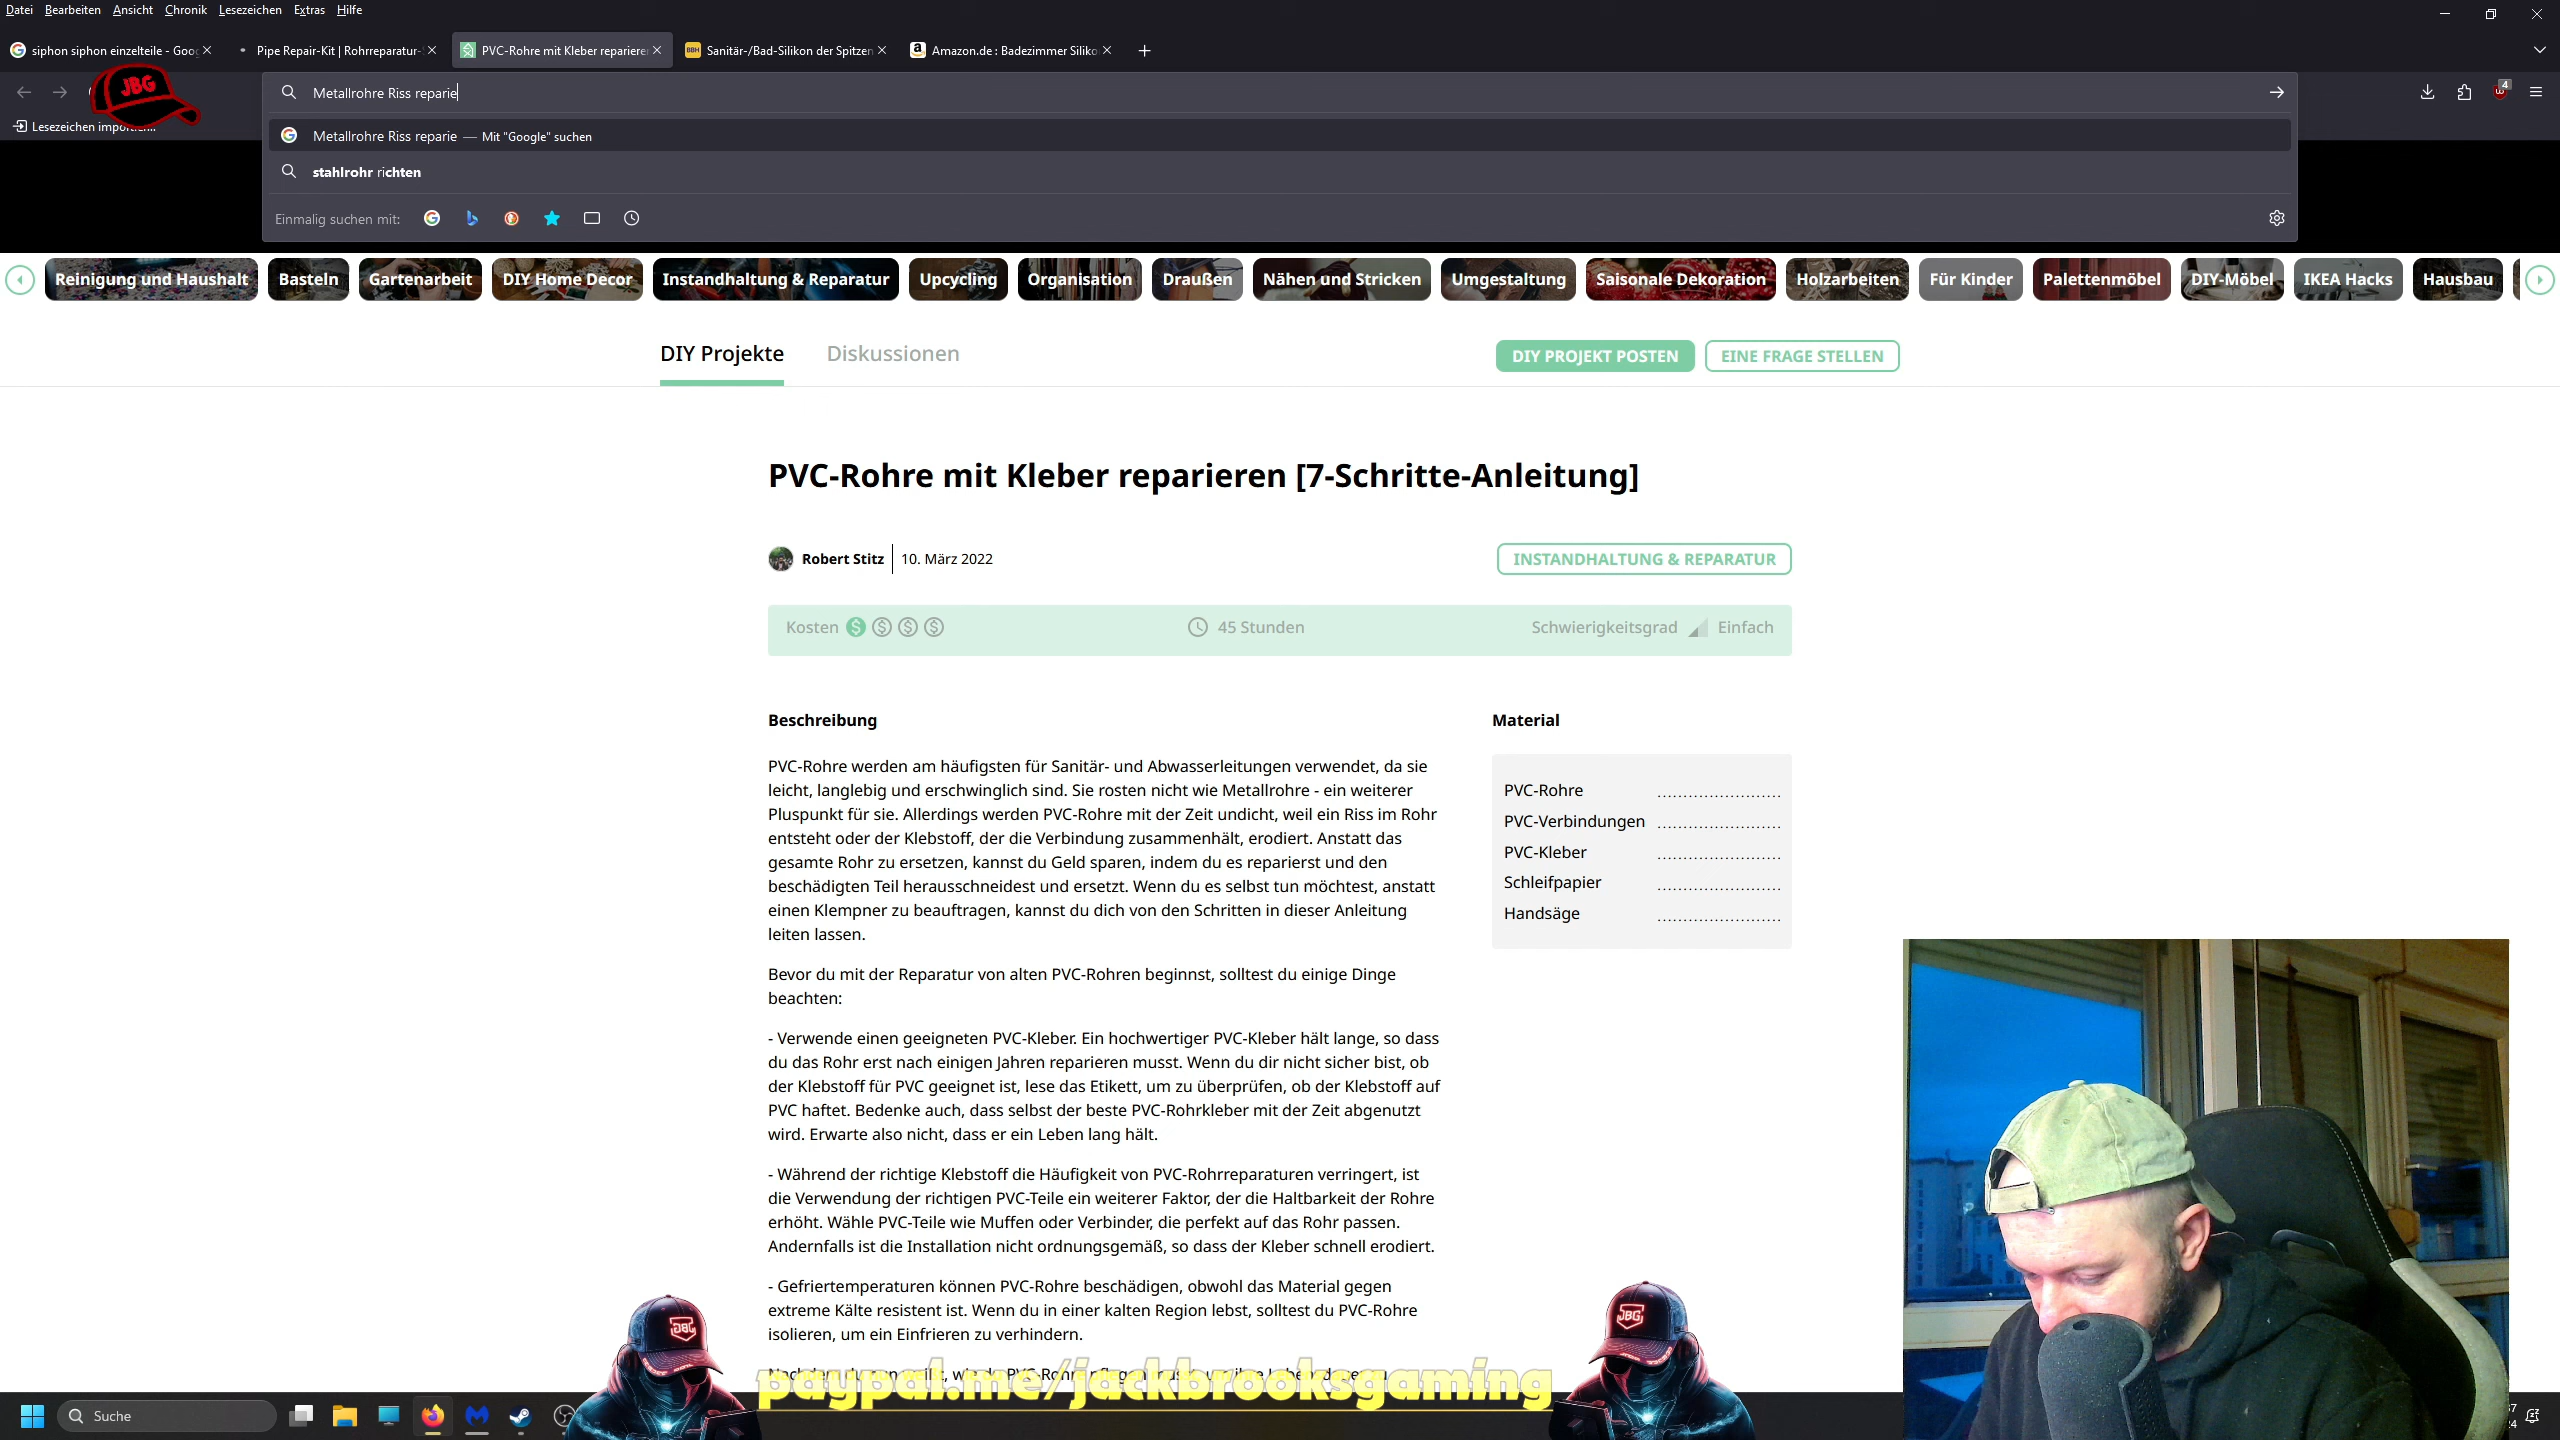 Datei Bearbeiten Ansicht Chronik Lesezeichen Extras Hilfe
siphon siphon einzelteile - Goog
Pipe Repair-Kit | Rohrreparatur-
PVC-Rohre mit Kleber repariere
Sanitär-/Bad-Silikon der Spitzen
Amazon.de : Badezimmer Siliko
JBG
Metallrohre Riss reparie
4
Lesezeichen importieren...
Metallrohre Riss reparie — Mit "Google" suchen
stahlrohr richten
Einmalig suchen mit:
Reinigung und Haushalt
Basteln
Gartenarbeit
DIY Home Decor
Instandhaltung & Reparatur
Upcycling
Organisation
Draußen
Nähen und Stricken
Umgestaltung
Saisonale Dekoration
Holzarbeiten
Für Kinder
Palettenmöbel
DIY-Möbel
IKEA Hacks
Hausbau
DIY Projekte
Diskussionen
DIY PROJEKT POSTEN
EINE FRAGE STELLEN
PVC-Rohre mit Kleber reparieren [7-Schritte-Anleitung]
Robert Stitz | 10. März 2022
INSTANDHALTUNG & REPARATUR
Kosten
45 Stunden
Schwierigkeitsgrad Einfach
Beschreibung
PVC-Rohre werden am häufigsten für Sanitär- und Abwasserleitungen verwendet, da sie
leicht, langlebig und erschwinglich sind. Sie rosten nicht wie Metallrohre - ein weiterer
Pluspunkt für sie. Allerdings werden PVC-Rohre mit der Zeit undicht, weil ein Riss im Rohr
entsteht oder der Klebstoff, der die Verbindung zusammenhält, erodiert. Anstatt das
gesamte Rohr zu ersetzen, kannst du Geld sparen, indem du es reparierst und den
beschädigten Teil herausschneidest und ersetzt. Wenn du es selbst tun möchtest, anstatt
einen Klempner zu beauftragen, kannst du dich von den Schritten in dieser Anleitung
leiten lassen.
Bevor du mit der Reparatur von alten PVC-Rohren beginnst, solltest du einige Dinge
beachten:
- Verwende einen geeigneten PVC-Kleber. Ein hochwertiger PVC-Kleber hält lange, so dass
du das Rohr erst nach einigen Jahren reparieren musst. Wenn du dir nicht sicher bist, ob
der Klebstoff für PVC geeignet ist, lese das Etikett, um zu überprüfen, ob der Klebstoff auf
PVC haftet. Bedenke auch, dass selbst der beste PVC-Rohrkleber mit der Zeit abgenutzt
wird. Erwarte also nicht, dass er ein Leben lang hält.
- Während der richtige Klebstoff die Häufigkeit von PVC-Rohrreparaturen verringert, ist
die Verwendung der richtigen PVC-Teile ein weiterer Faktor, der die Haltbarkeit der Rohre
erhöht. Wähle PVC-Teile wie Muffen oder Verbinder, die perfekt auf das Rohr passen.
Andernfalls ist die Installation nicht ordnungsgemäß, so dass der Kleber schnell erodiert.
- Gefriertemperaturen können PVC-Rohre beschädigen, obwohl das Material gegen
extreme Kälte resistent ist. Wenn du in einer kalten Region lebst, solltest du PVC-Rohre
isolieren, um ein Einfrieren zu verhindern.
Material
PVC-Rohre
PVC-Verbindungen
PVC-Kleber
Schleifpapier
Handsäge
JBG
paypal.me/jackbrooksgaming
Suche